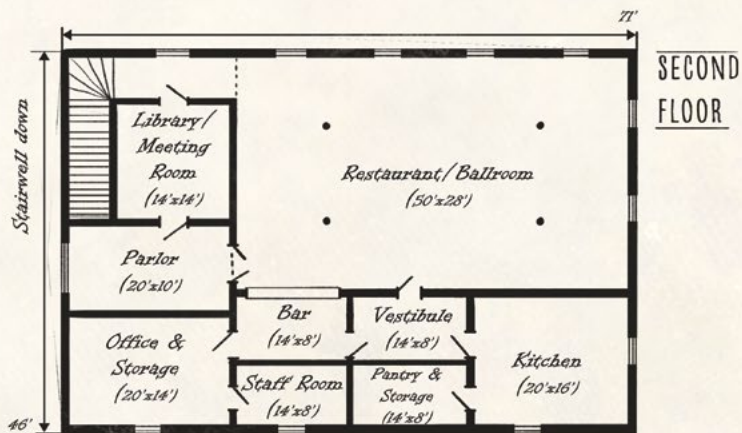 71'
SECOND
FLOOR
Stairwell down
Library/
Meeting
Room
(14'x14')
Restaurant/Ballroom
(50'x28')
Parlor
(20'x10')
Bar
(14'x8')
Vestibule
(14'x8')
Office &
Storage
(20'x14')
Kitchen
(20'x16')
Staff Room
(14'x8')
Pantry &
Storage
(14'x8')
46'